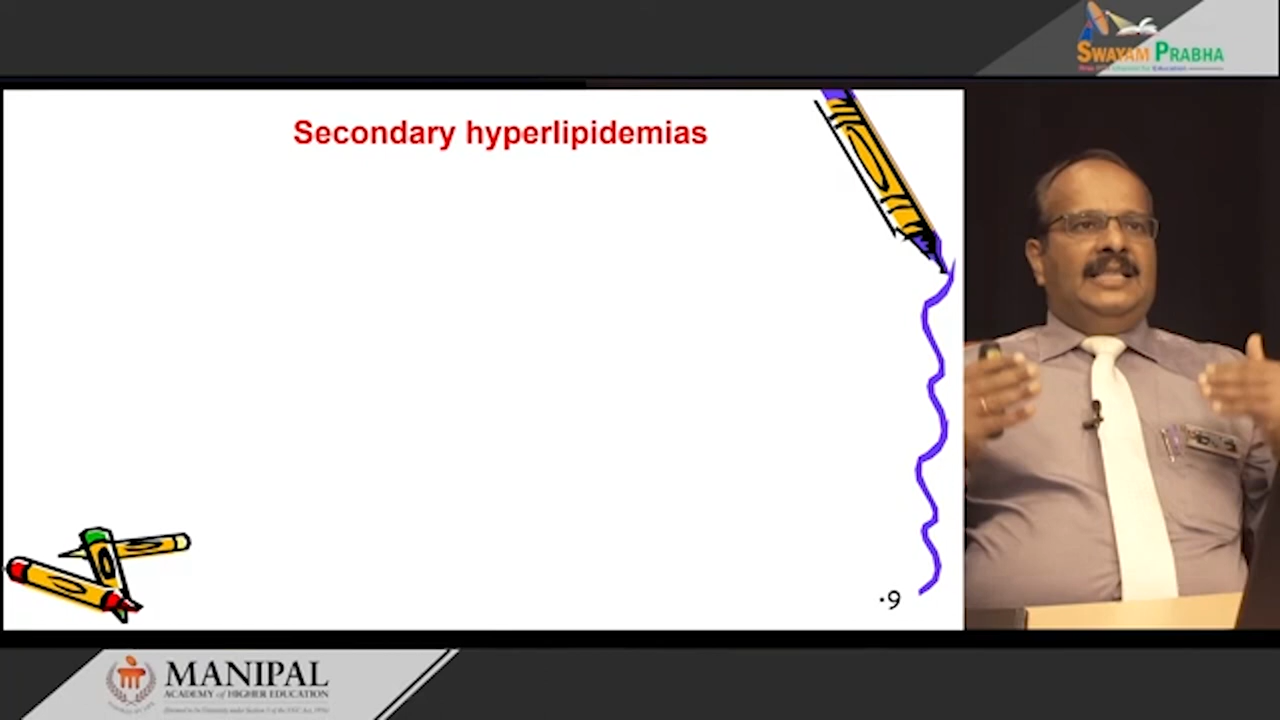 SWAYAM PRABHA
Secondary hyperlipidemias
•9
MANIPAL
ACADEMY of HIGHER EDUCATION